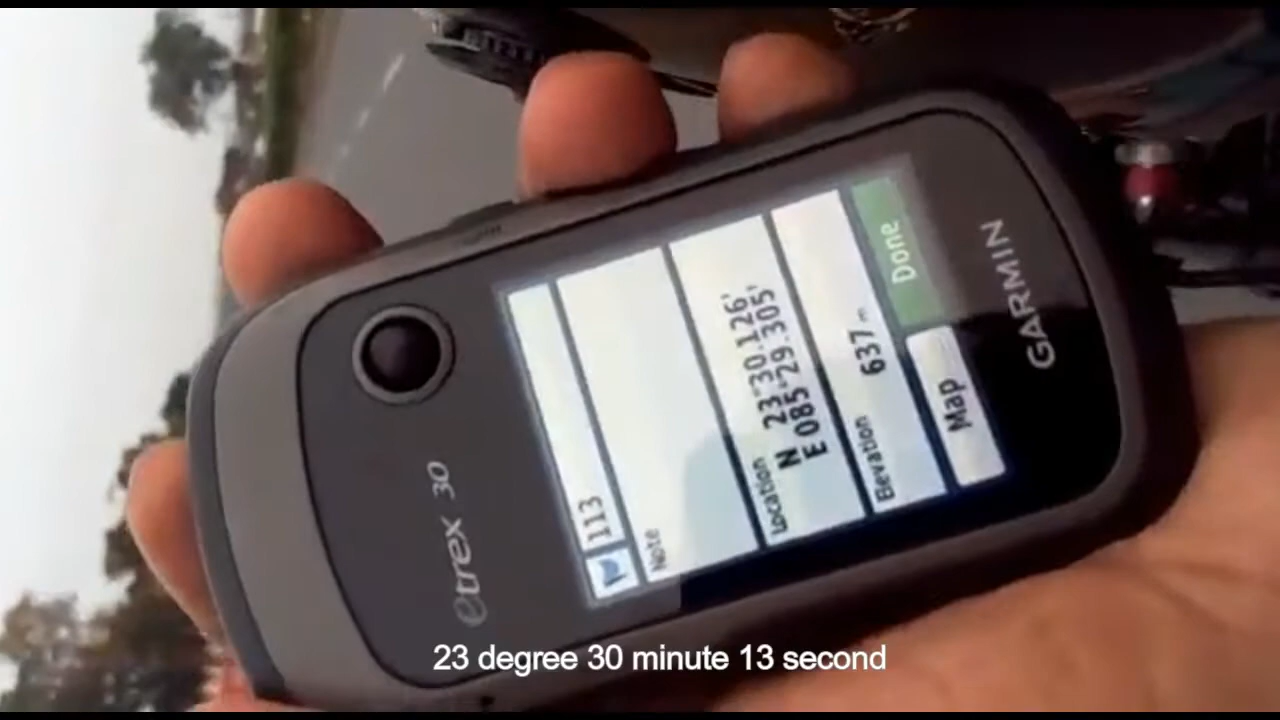 113
Note
Location
N 23°30.126'
E 085°29.305'
Elevation
637 m
Done
Map
GARMIN
etrex 30
23 degree 30 minute 13 second